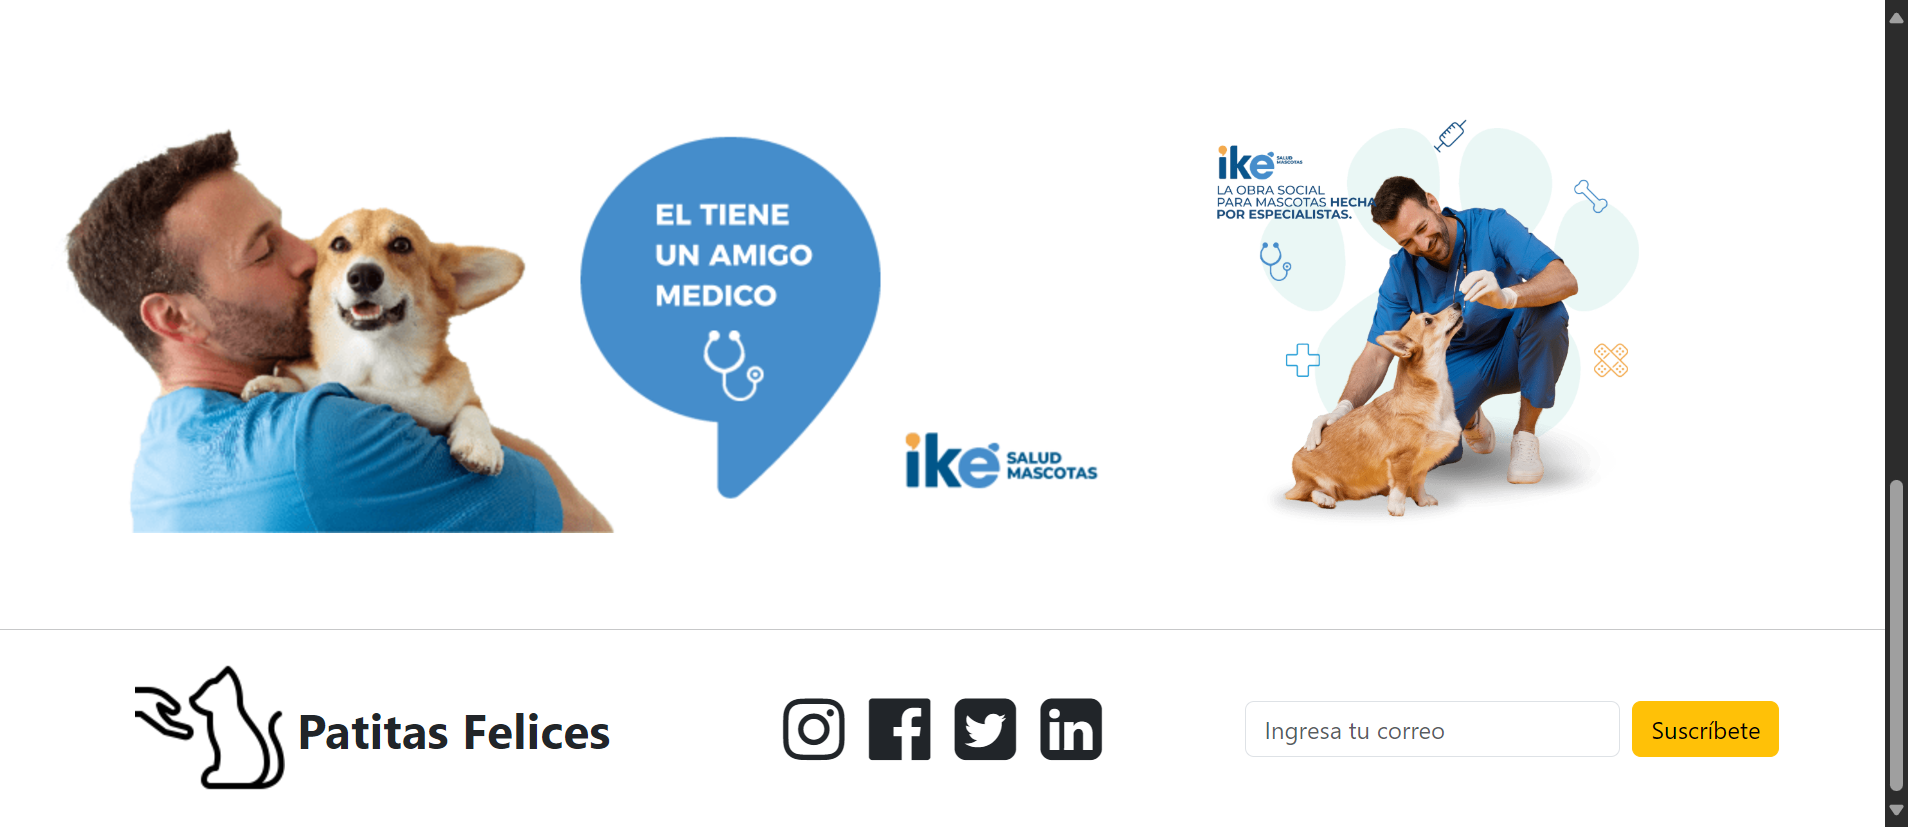 EL TIENE
UN AMIGO
MEDICO
ike SALUD
MASCOTAS
ike SALUD
MASCOTAS
LA OBRA SOCIAL
PARA MASCOTAS HECHA
POR ESPECIALISTAS.
Patitas Felices
Ingresa tu correo
Suscríbete